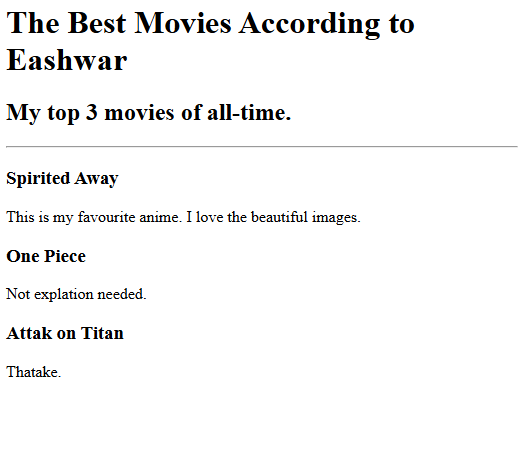 The Best Movies According to
Eashwar
My top 3 movies of all-time.
Spirited Away
This is my favourite anime. I love the beautiful images.
One Piece
Not explation needed.
Attak on Titan
Thatake.